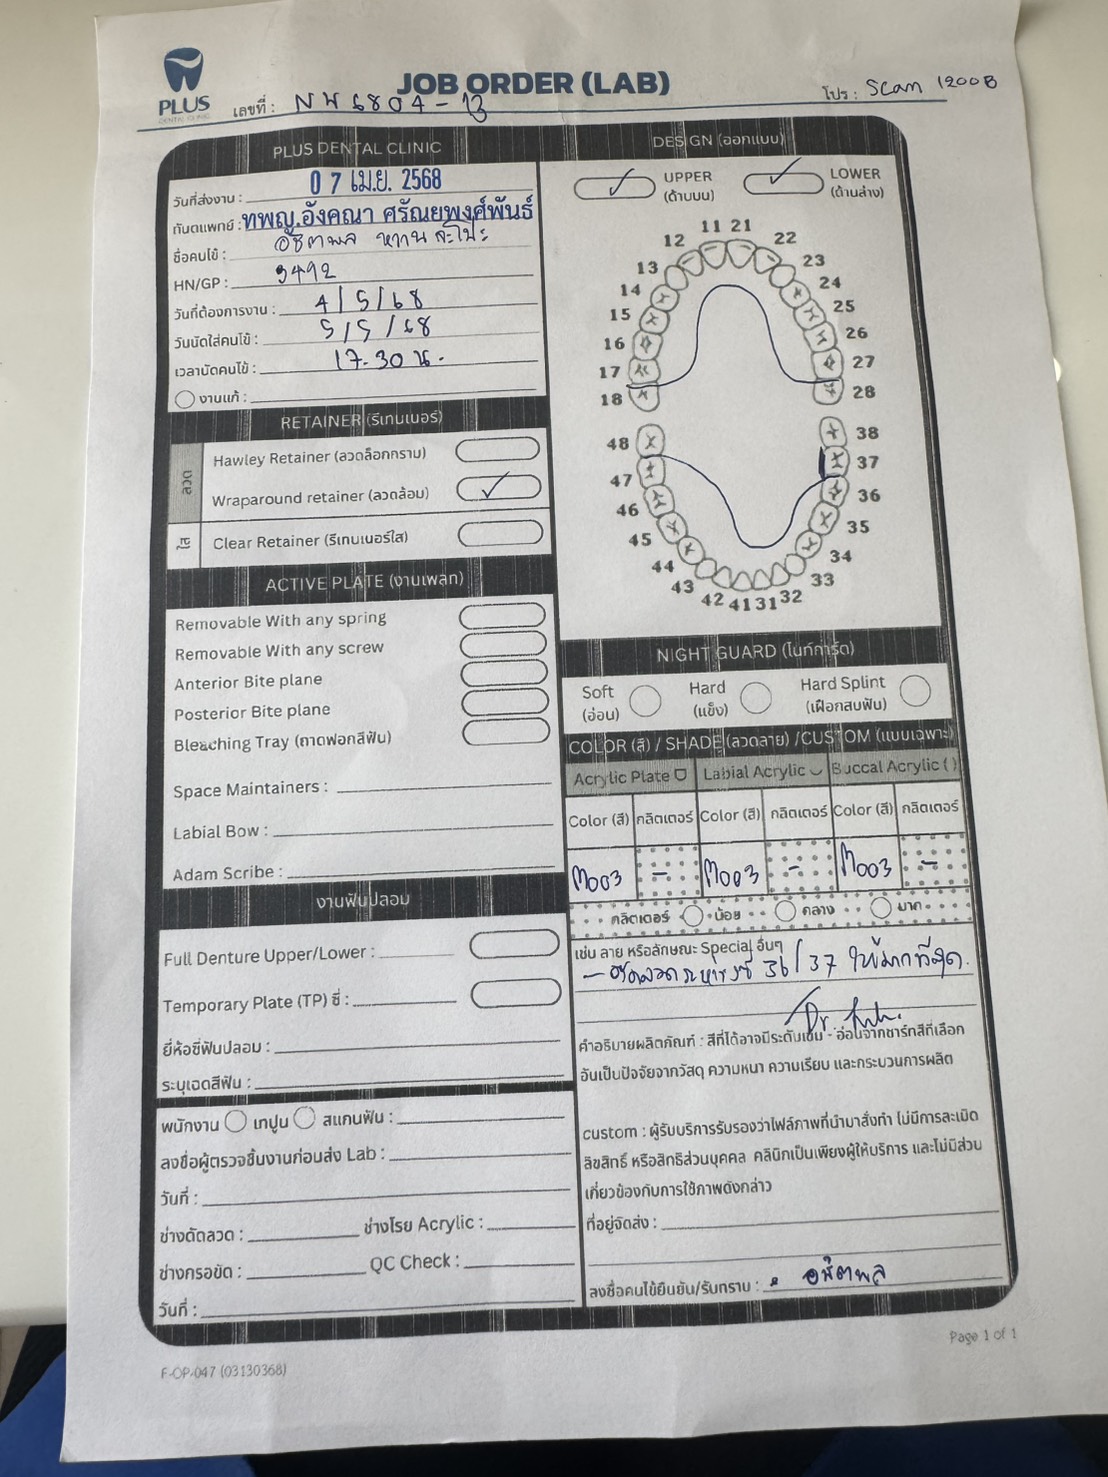 PLUS
DENTAL CLINIC
JOB ORDER (LAB)
เลขที่ : NW6804-13
โปร : Scan 1200B
PLUS DENTAL CLINIC
วันที่ส่งงาน : 07 เม.ย. 2568
ทันตแพทย์ : ทพญ.อังคณา ศรัณยพงศ์พันธ์
ชื่อคนไข้ :
HN/GP : 3492
วันที่ต้องการงาน : 4/5/68
วันนัดใส่คนไข้ : 5/5/68
เวลานัดคนไข้ : 17.30 น.
งานแก้ :
RETAINER (รีเทนเนอร์)
ลวด
Hawley Retainer (ลวดล็อกกราม)
Wraparound retainer (ลวดล้อม)
ใส
Clear Retainer (รีเทนเนอร์ใส)
ACTIVE PLATE (งานเพลท)
Removable With any spring
Removable With any screw
Anterior Bite plane
Posterior Bite plane
Bleaching Tray (ถาดฟอกสีฟัน)
Space Maintainers :
Labial Bow :
Adam Scribe :
งานฟันปลอม
Full Denture Upper/Lower :
Temporary Plate (TP) ซี่ :
ยี่ห้อซี่ฟันปลอม :
ระบุเฉดสีฟัน :
พนักงาน เทปูน สแกนฟัน :
ลงชื่อผู้ตรวจชิ้นงานก่อนส่ง Lab :
วันที่ :
ช่างดัดลวด : ช่างโรย Acrylic :
ช่างกรอขัด : QC Check :
วันที่ :
DESIGN (ออกแบบ)
UPPER
(ด้านบน)
LOWER
(ด้านล่าง)
11 21
12 22
13 23
14 24
15 25
16 26
17 27
18 28
48 38
47 37
46 36
45 35
44 34
43 33
42 41 31 32
NIGHT GUARD (ไนท์การ์ด)
Soft
(อ่อน)
Hard
(แข็ง)
Hard Splint
(เฝือกสบฟัน)
COLOR (สี) / SHADE (ลวดลาย) /CUSTOM (แบบเฉพาะ)
Acrylic Plate Labial Acrylic Buccal Acrylic ( )
Color (สี) กลิตเตอร์ Color (สี) กลิตเตอร์ Color (สี) กลิตเตอร์
M003 - M003 - M003 -
กลิตเตอร์ น้อย กลาง มาก
เช่น ลาย หรือลักษณะ Special อื่นๆ
- ขัดลวดระหว่างซี่ 36/37 ให้มากที่สุด.
Dr.
คำอธิบายผลิตภัณฑ์ : สีที่ได้อาจมีระดับเข้ม - อ่อนจากชาร์ทสีที่เลือก
อันเป็นปัจจัยจากวัสดุ ความหนา ความเรียบ และกระบวนการผลิต
custom : ผู้รับบริการรับรองว่าไฟล์ภาพที่นำมาสั่งทำ ไม่มีการละเมิด
ลิขสิทธิ์ หรือสิทธิส่วนบุคคล คลินิกเป็นเพียงผู้ให้บริการ และไม่มีส่วน
เกี่ยวข้องกับการใช้ภาพดังกล่าว
ที่อยู่จัดส่ง :
ลงชื่อคนไข้ยืนยัน/รับทราบ :
Page 1 of 1
F-OP-047 (03130368)